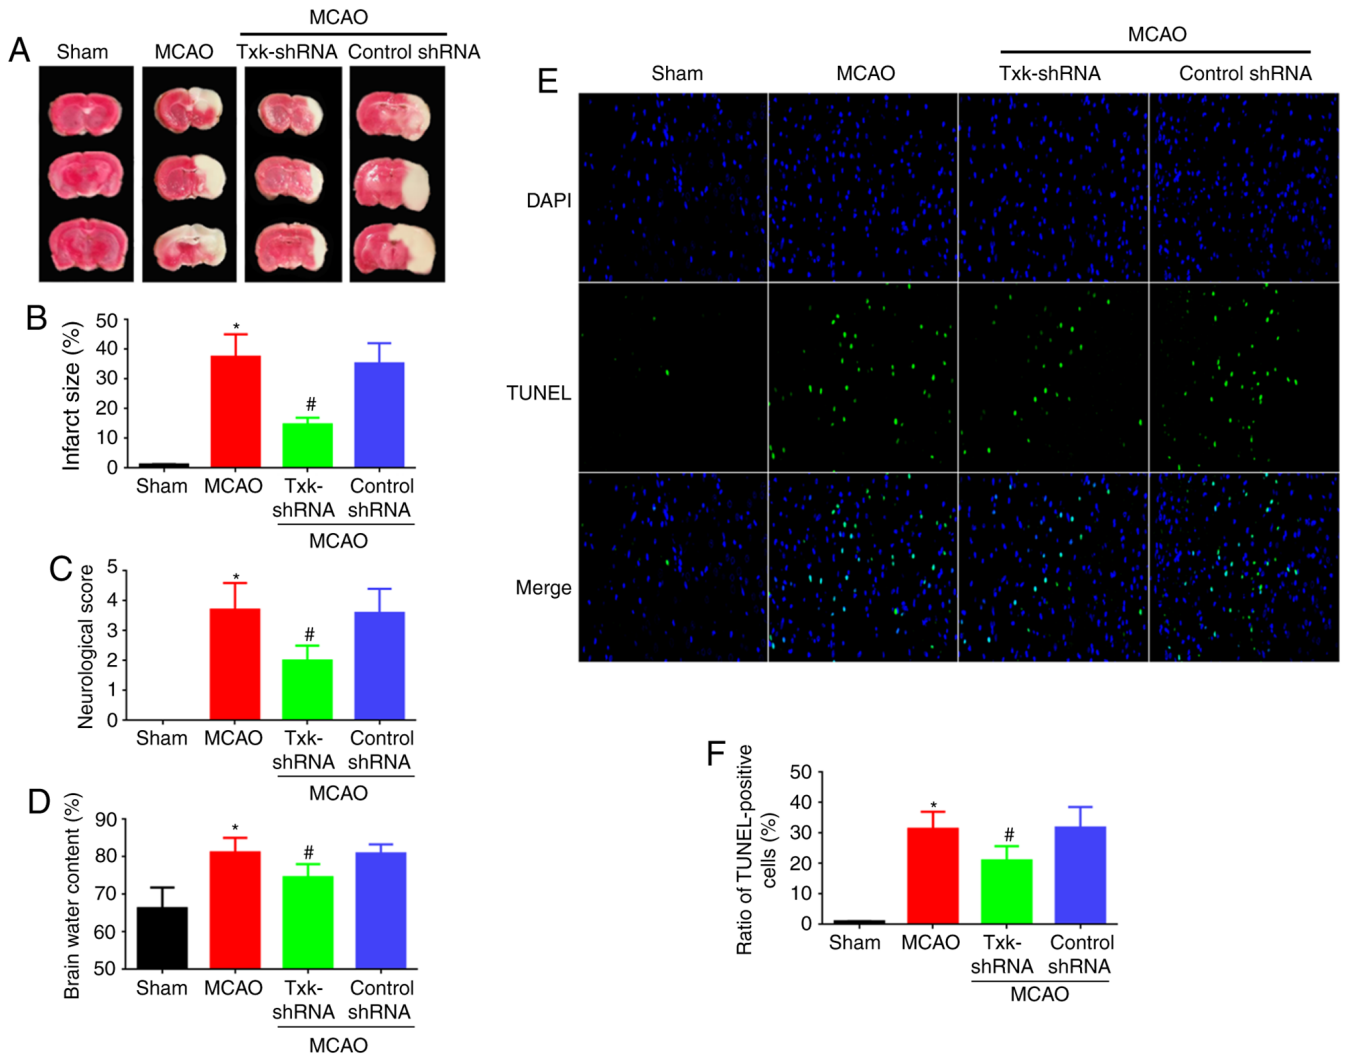 A
MCAO
Sham MCAO Txk-shRNA Control shRNA
B
Infarct size (%)
50
40
30
20
10
0
*
#
Sham MCAO Txk- Control
shRNA shRNA
MCAO
C
Neurological score
5
4
3
2
1
0
*
#
Sham MCAO Txk- Control
shRNA shRNA
MCAO
D
Brain water content (%)
90
80
70
60
50
*
#
Sham MCAO Txk- Control
shRNA shRNA
MCAO
E
MCAO
Sham MCAO Txk-shRNA Control shRNA
DAPI
TUNEL
Merge
F
Ratio of TUNEL-positive
cells (%)
50
40
30
20
10
0
*
#
Sham MCAO Txk- Control
shRNA shRNA
MCAO